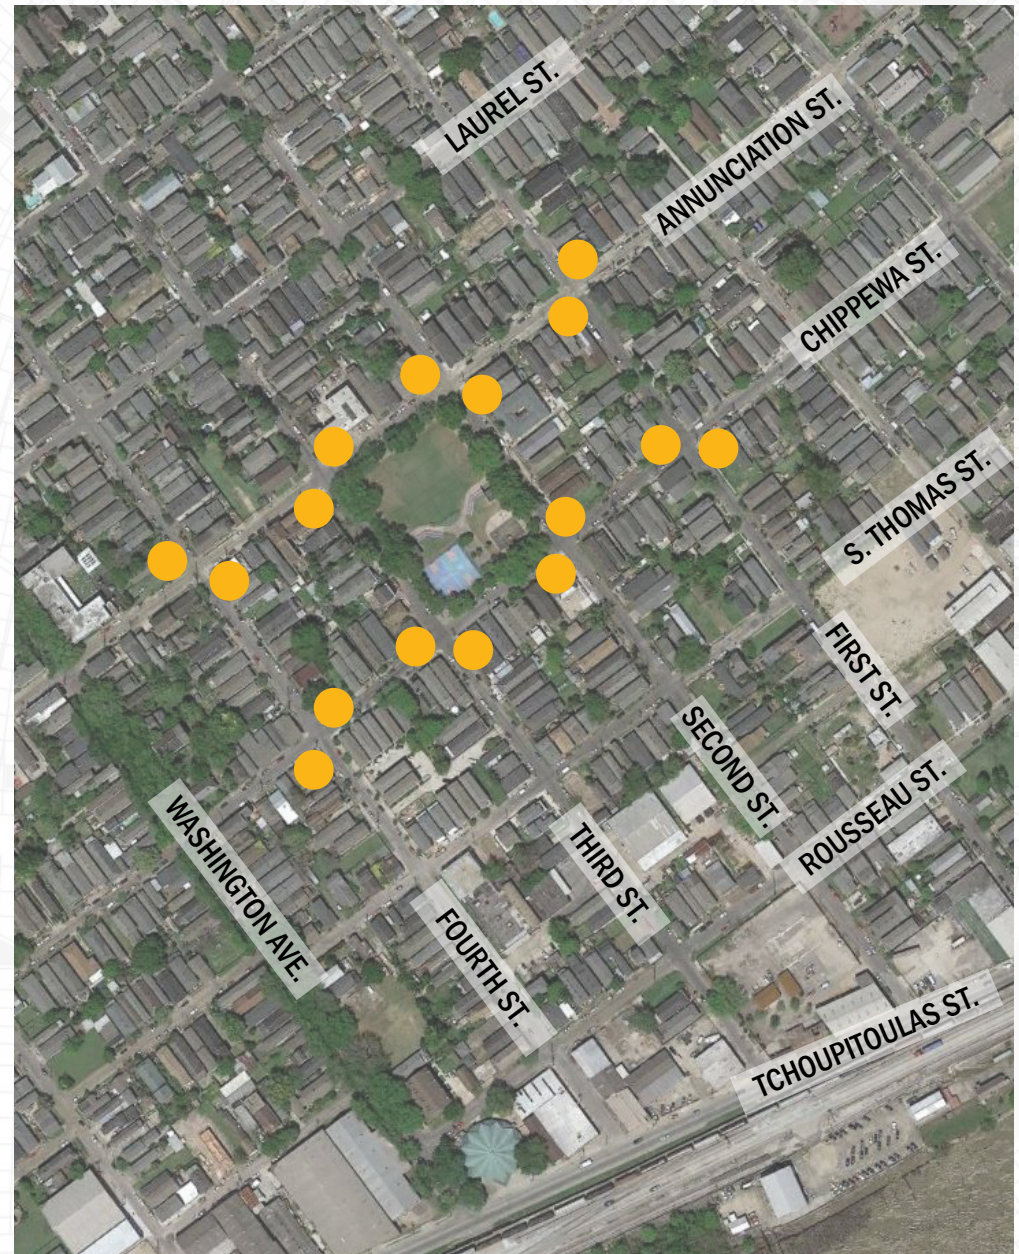 LAUREL ST.
ANNUNCIATION ST.
CHIPPEWA ST.
S. THOMAS ST.
FIRST ST.
SECOND ST.
ROUSSEAU ST.
WASHINGTON AVE.
THIRD ST.
FOURTH ST.
TCHOUPITOULAS ST.